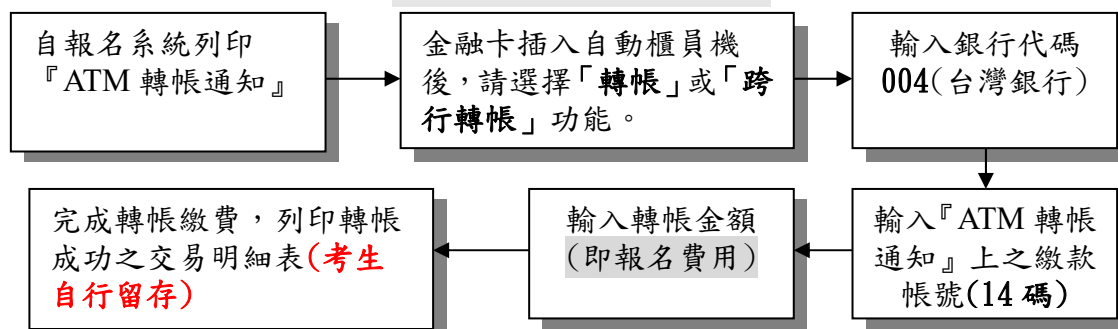 自報名系統列印
『ATM 轉帳通知』
金融卡插入自動櫃員機
後，請選擇「轉帳」或「跨
行轉帳」功能。
輸入銀行代碼
004(台灣銀行)
輸入『ATM 轉帳
通知』上之繳款
帳號(14 碼)
輸入轉帳金額
(即報名費用)
完成轉帳繳費，列印轉帳
成功之交易明細表(考生
自行留存)